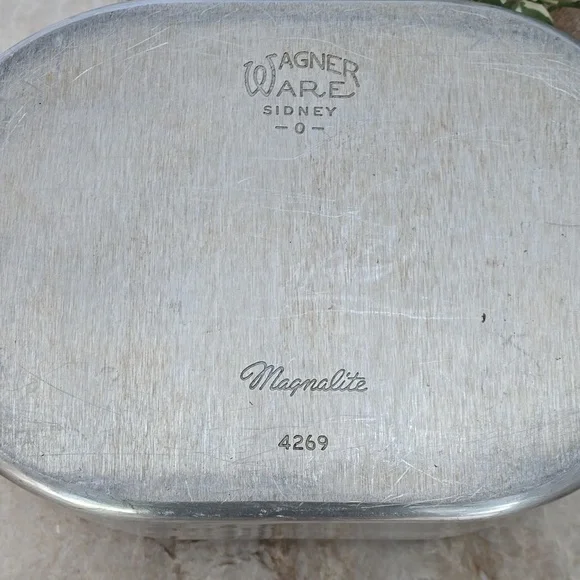 WAGNER
WARE
SIDNEY
-O-
Magnalite
4269